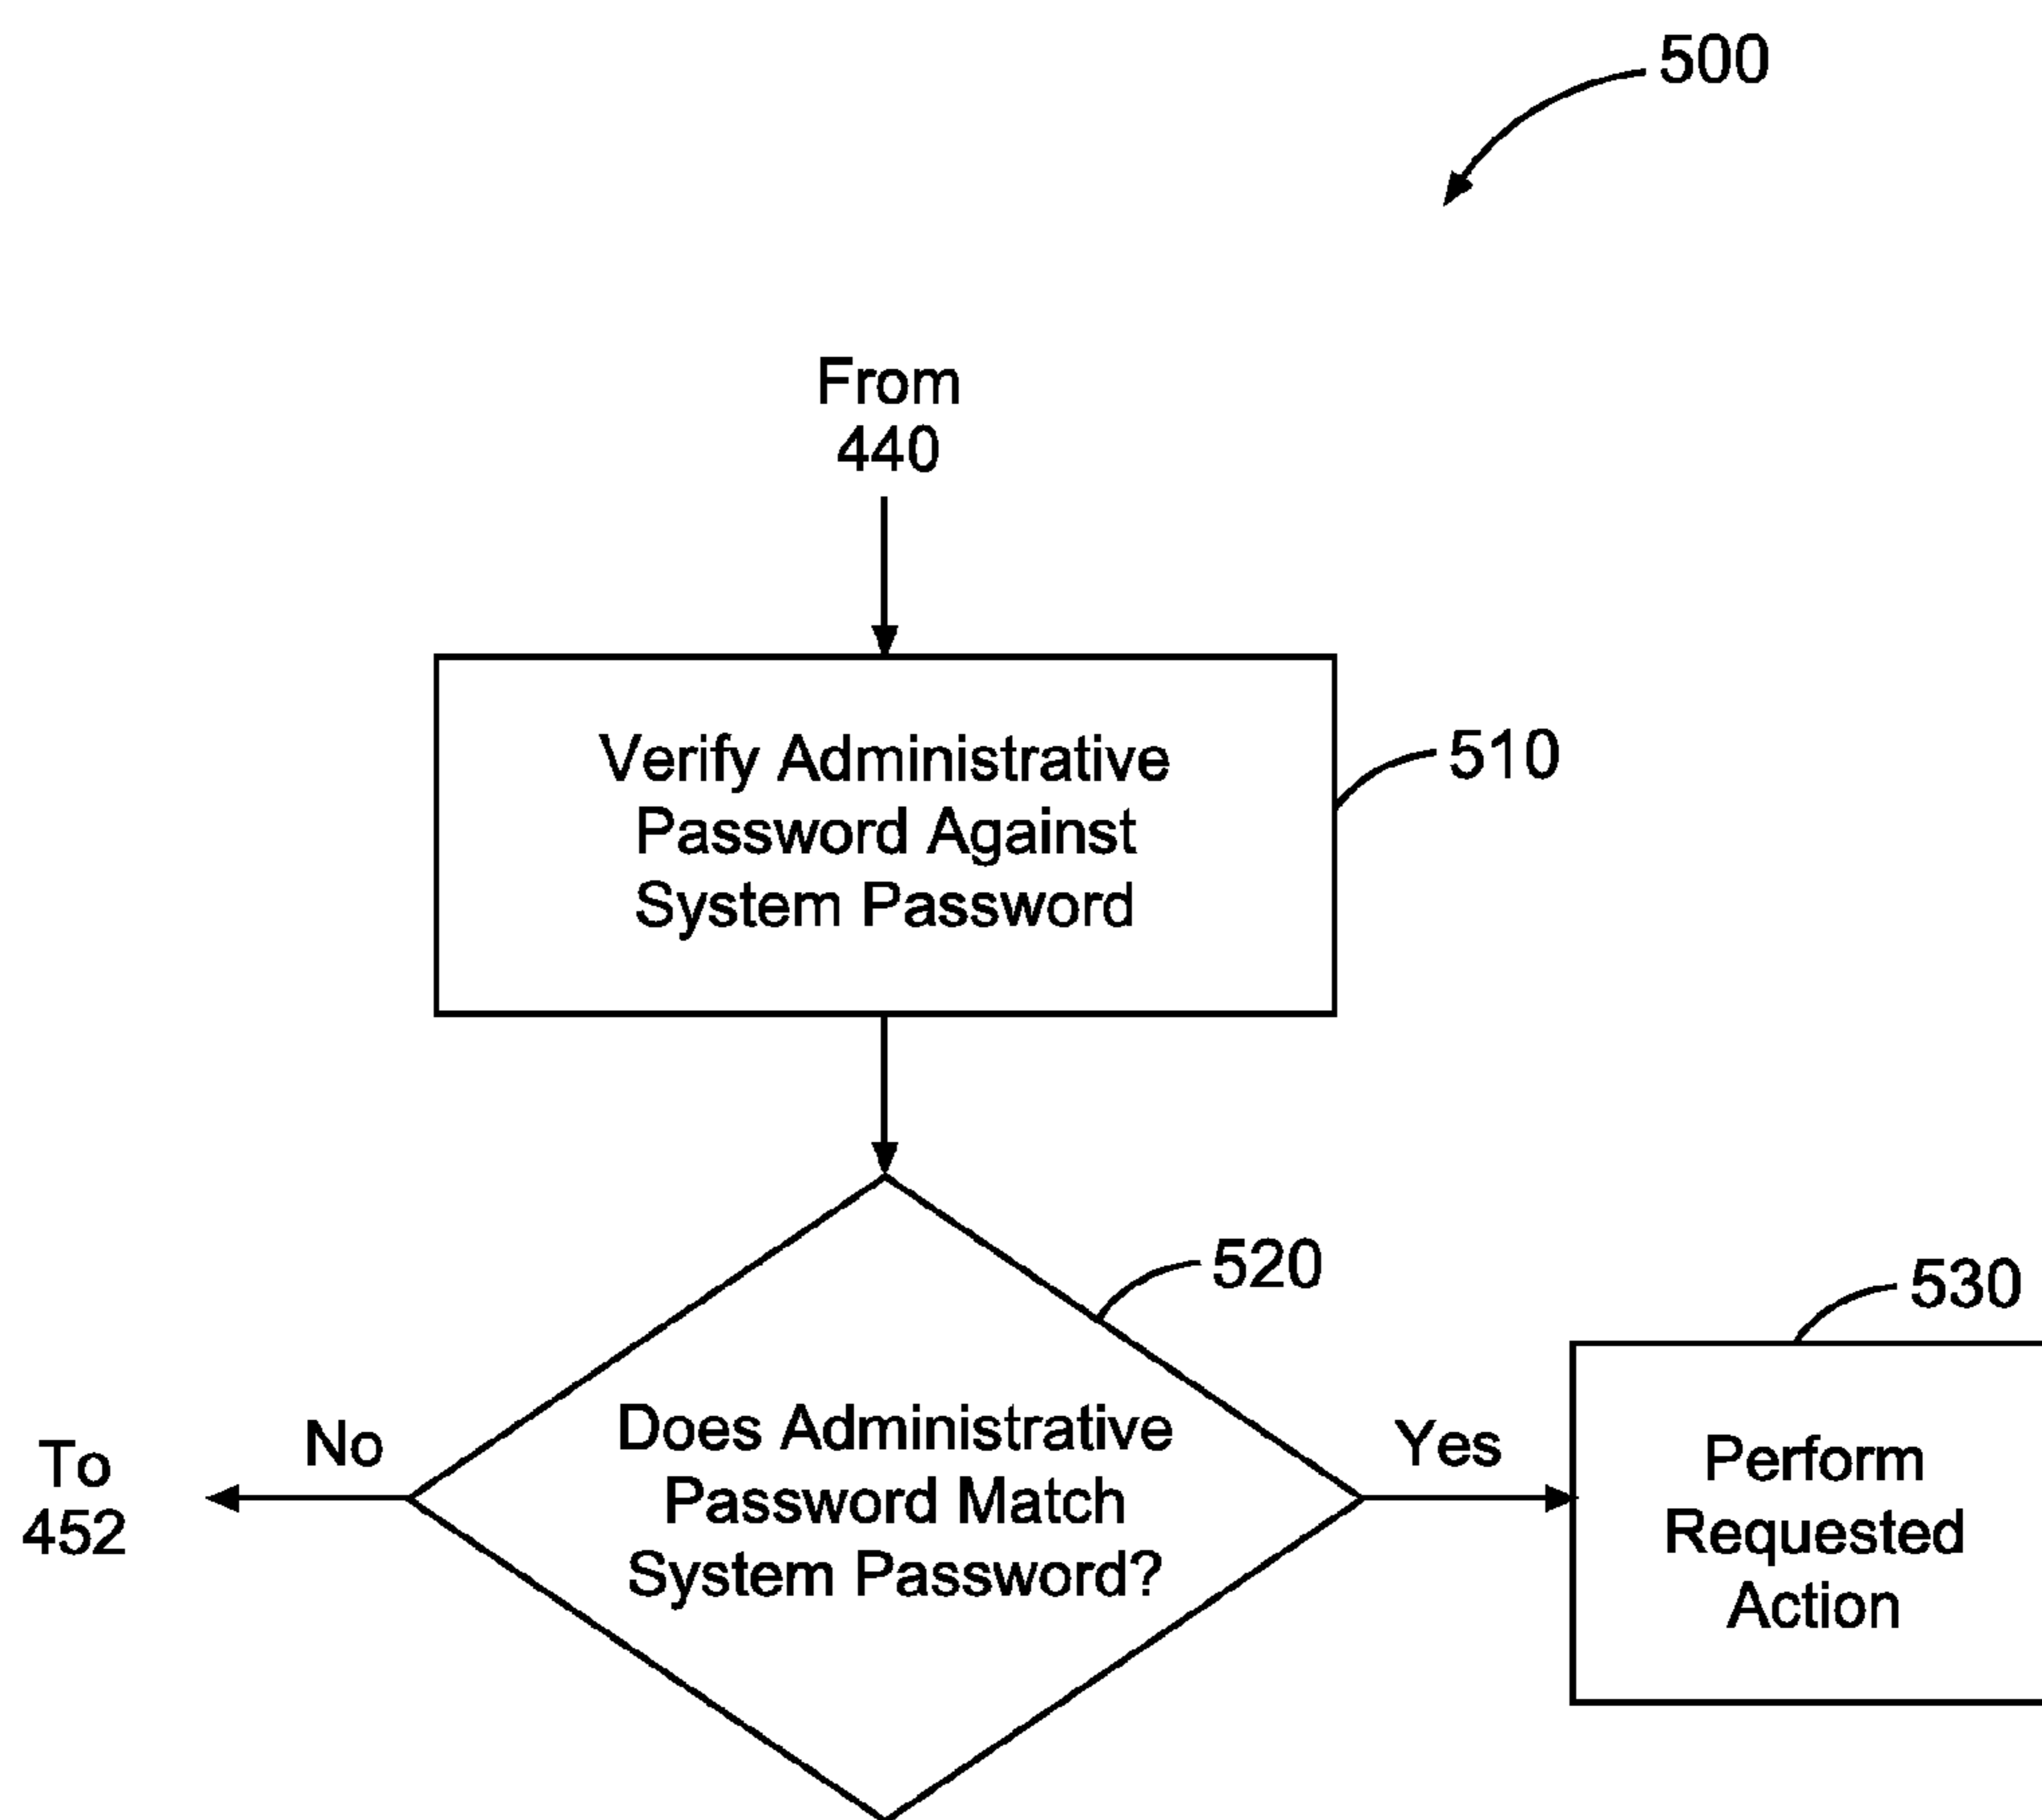 500
From
440
Verify Administrative
Password Against
System Password
510
520
530
Does Administrative
Password Match
System Password?
No
To
452
Yes
Perform
Requested
Action